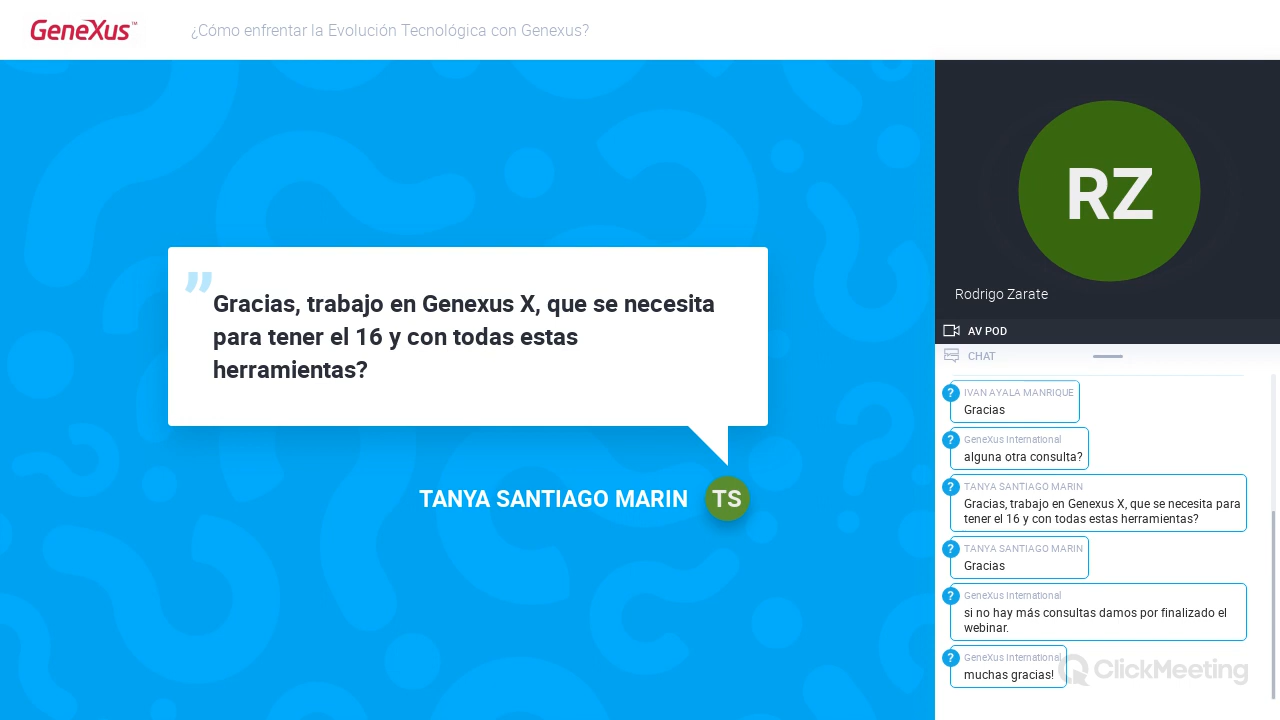 GeneXus™
¿Cómo enfrentar la Evolución Tecnológica con Genexus?
”
Gracias, trabajo en Genexus X, que se necesita
para tener el 16 y con todas estas
herramientas?
TANYA SANTIAGO MARIN
TS
RZ
Rodrigo Zarate
AV POD
CHAT
?
IVAN AYALA MANRIQUE
Gracias
?
GeneXus International
alguna otra consulta?
?
TANYA SANTIAGO MARIN
Gracias, trabajo en Genexus X, que se necesita para
tener el 16 y con todas estas herramientas?
?
TANYA SANTIAGO MARIN
Gracias
?
GeneXus International
si no hay más consultas damos por finalizado el
webinar.
?
GeneXus International
muchas gracias!
ClickMeeting